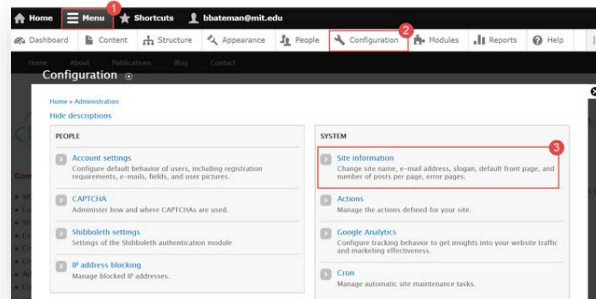 1
Home Menu Shortcuts bbateman@mit.edu
2
Dashboard Content Structure Appearance People Configuration Modules Reports Help
Home About Publications Blog Contact
Configuration
Home » Administration
Hide descriptions
PEOPLE
Account settings
Configure default behavior of users, including registration
requirements, e-mails, fields, and user pictures.
CAPTCHA
Administer how and where CAPTCHAs are used.
Shibboleth settings
Settings of the Shibboleth authentication module
IP address blocking
Manage blocked IP addresses.
SYSTEM
3
Site information
Change site name, e-mail address, slogan, default front page, and
number of posts per page, error pages.
Actions
Manage the actions defined for your site.
Google Analytics
Configure tracking behavior to get insights into your website traffic
and marketing effectiveness.
Cron
Manage automatic site maintenance tasks.